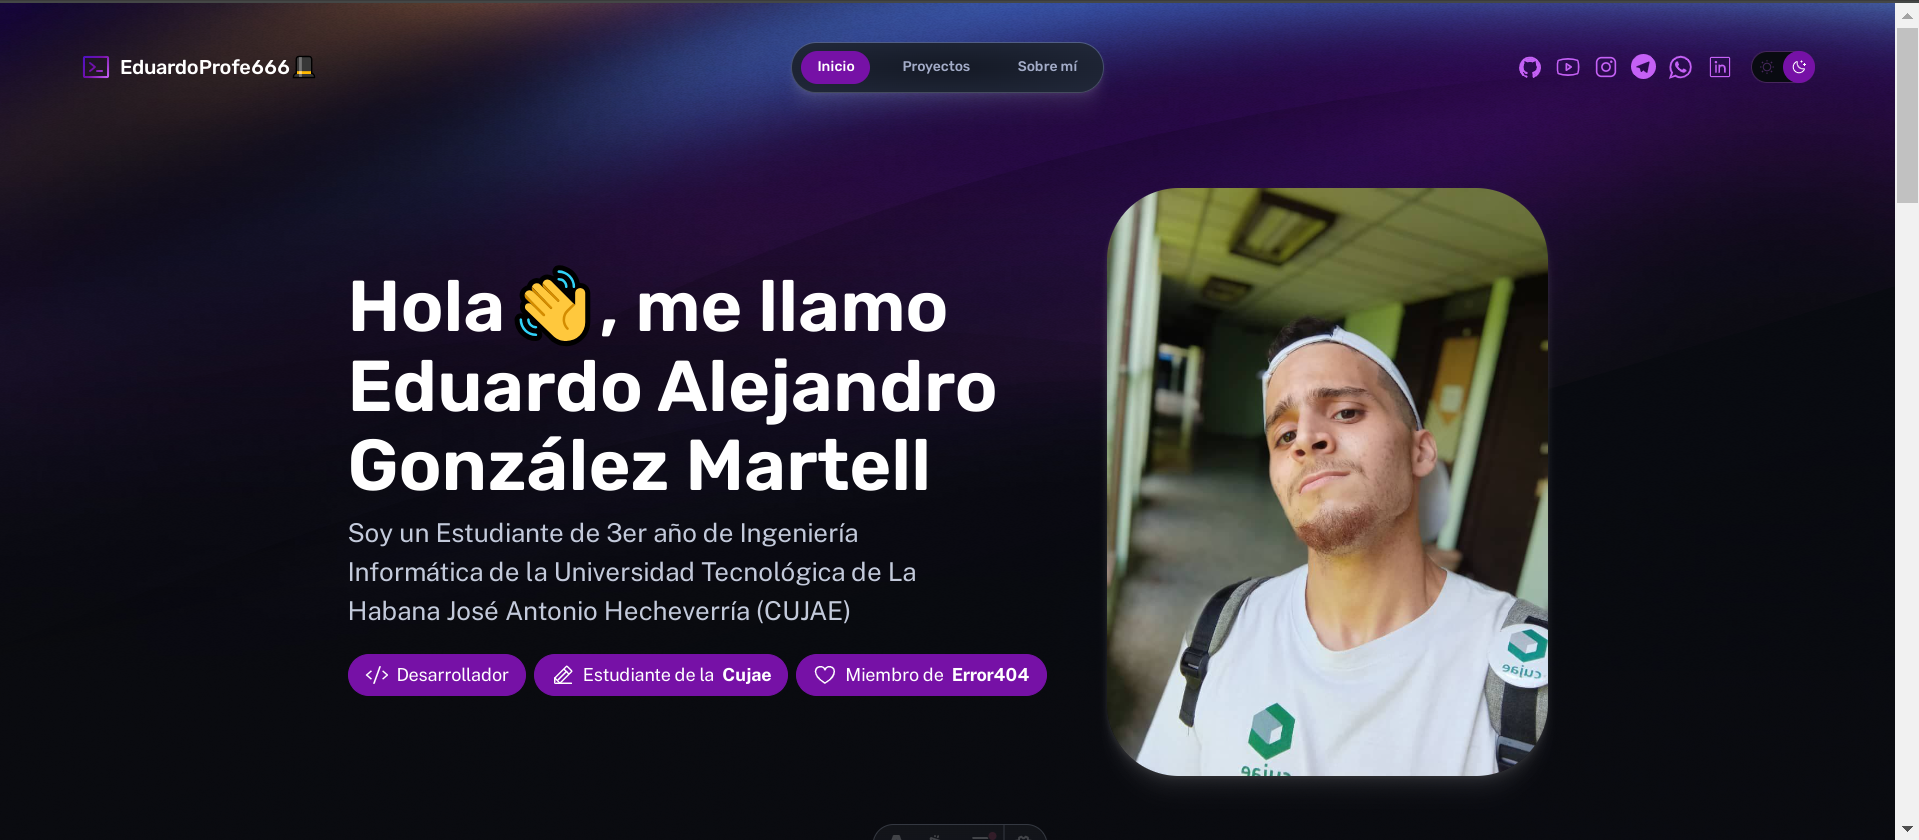 EduardoProfe666🎩
Inicio
Proyectos
Sobre mí
Hola👋, me llamo
Eduardo Alejandro
González Martell
Soy un Estudiante de 3er año de Ingeniería
Informática de la Universidad Tecnológica de La
Habana José Antonio Hecheverría (CUJAE)
Desarrollador
Estudiante de la Cujae
Miembro de Error404
cujae
cujae